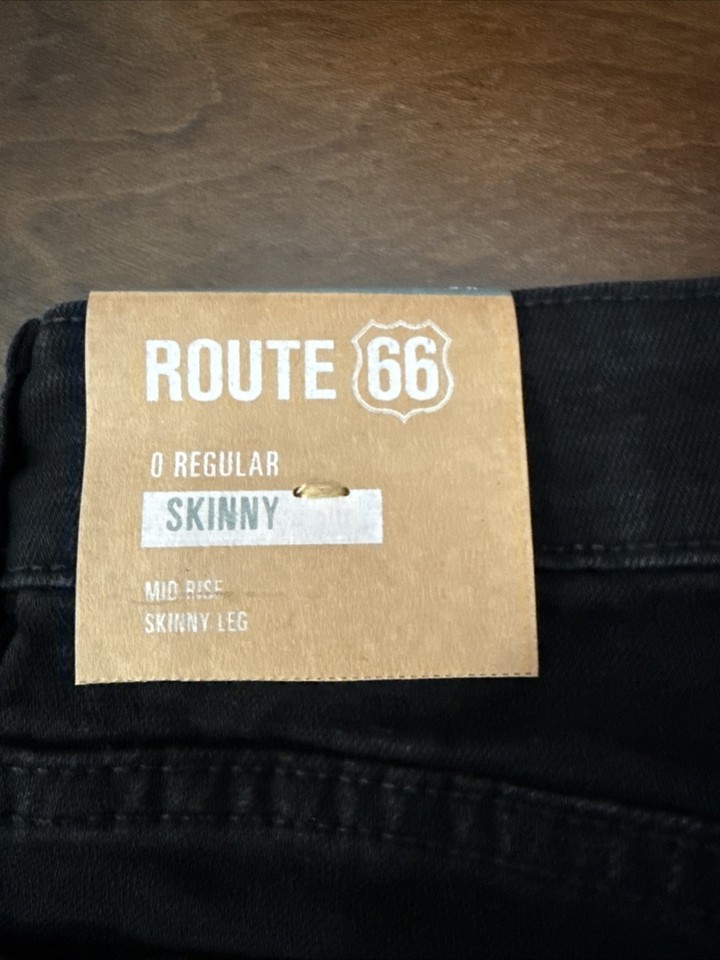 ROUTE 66
0 REGULAR
SKINNY
MID RISE
SKINNY LEG